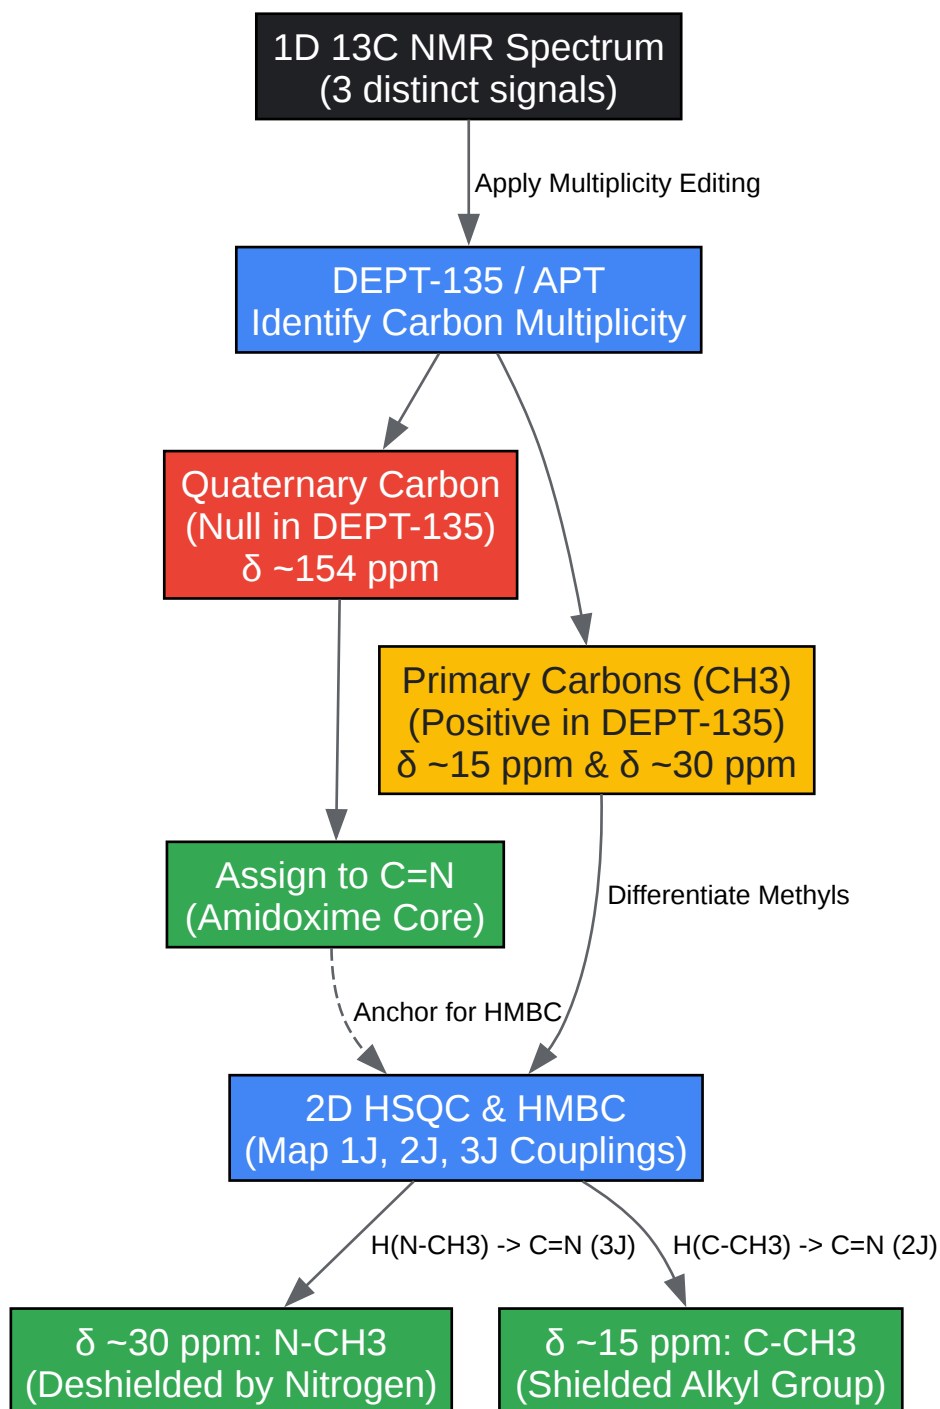 1D 13C NMR Spectrum
(3 distinct signals)
Apply Multiplicity Editing
DEPT-135 / APT
Identify Carbon Multiplicity
Quaternary Carbon
(Null in DEPT-135)
δ ~154 ppm
Primary Carbons (CH3)
(Positive in DEPT-135)
δ ~15 ppm & δ ~30 ppm
Assign to C=N
(Amidoxime Core)
Differentiate Methyls
Anchor for HMBC
2D HSQC & HMBC
(Map 1J, 2J, 3J Couplings)
H(N-CH3) -> C=N (3J)
H(C-CH3) -> C=N (2J)
δ ~30 ppm: N-CH3
(Deshielded by Nitrogen)
δ ~15 ppm: C-CH3
(Shielded Alkyl Group)